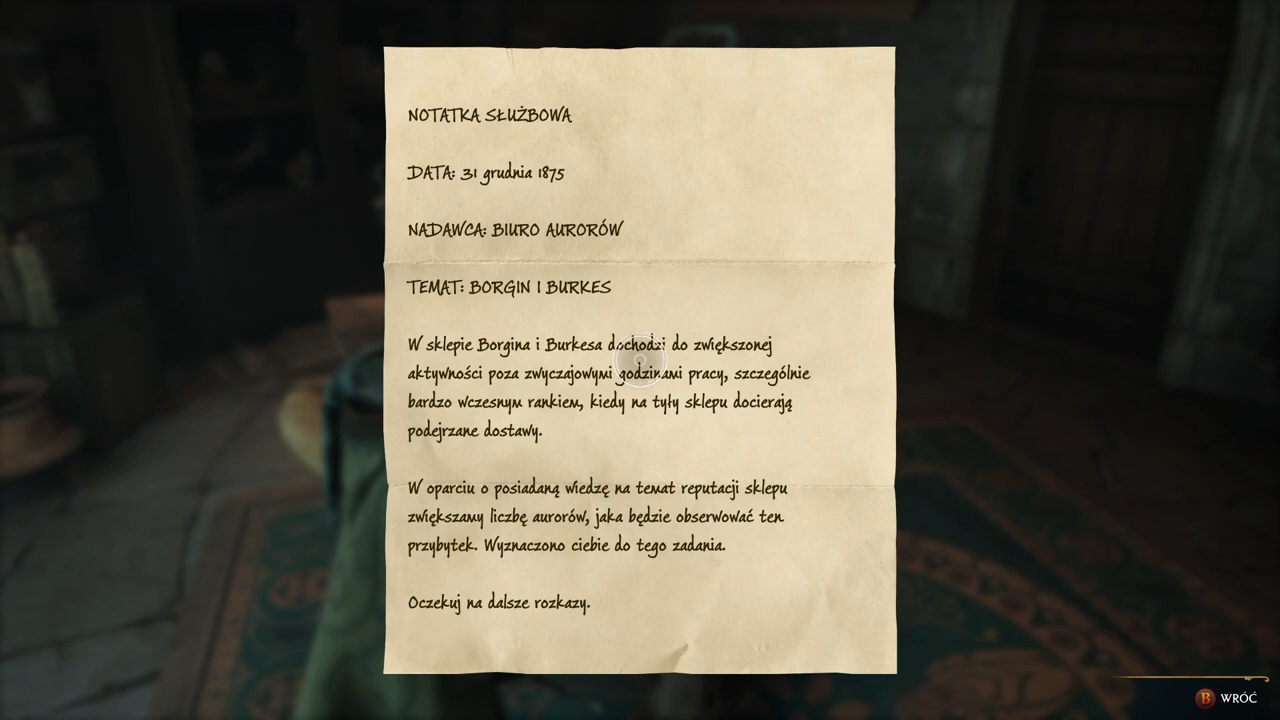 NOTATKA SŁUŻBOWA
DATA: 31 grudnia 1875
NADAWCA: BIURO AURORÓW
TEMAT: BORGIN I BURKES
W sklepie Borgina i Burkesa dochodzi do zwiększonej
aktywności poza zwyczajowymi godzinami pracy, szczególnie
bardzo wczesnym rankiem, kiedy na tyły sklepu docierają
podejrzane dostawy.
W oparciu o posiadaną wiedzę na temat reputacji sklepu
zwiększamy liczbę aurorów, jaka będzie obserwować ten
przybytek. Wyznaczono ciebie do tego zadania.
Oczekuj na dalsze rozkazy.
B WRÓĆ